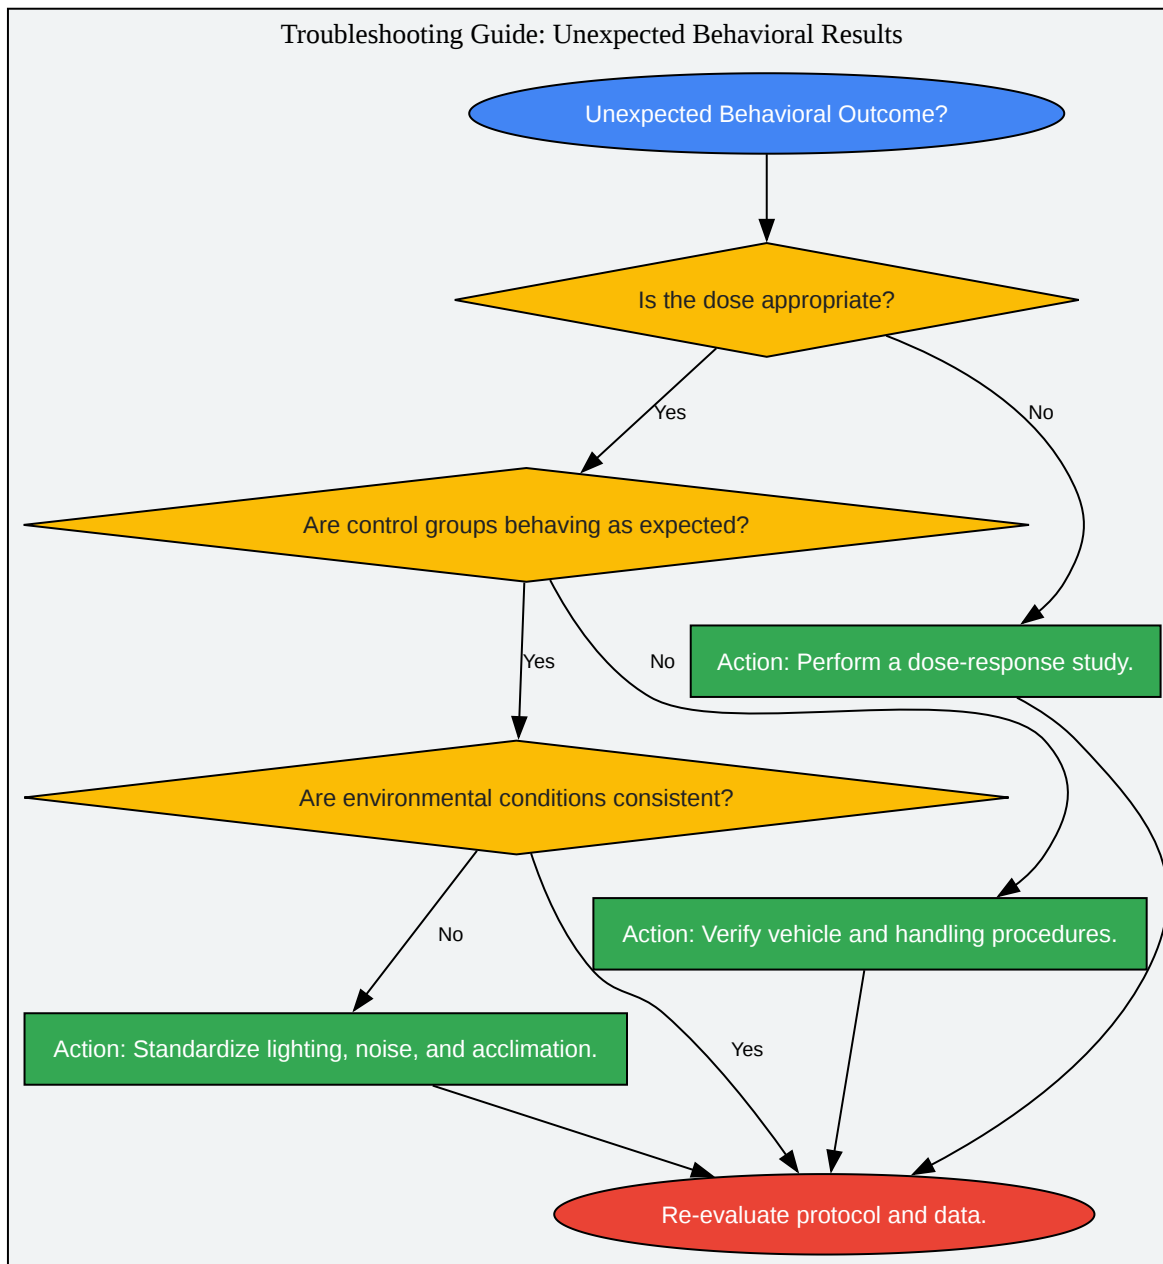 Troubleshooting Guide: Unexpected Behavioral Results
Unexpected Behavioral Outcome?
Is the dose appropriate?
Yes
No
Are control groups behaving as expected?
Yes
No
Action: Perform a dose-response study.
Are environmental conditions consistent?
No
Action: Verify vehicle and handling procedures.
Action: Standardize lighting, noise, and acclimation.
Yes
Re-evaluate protocol and data.